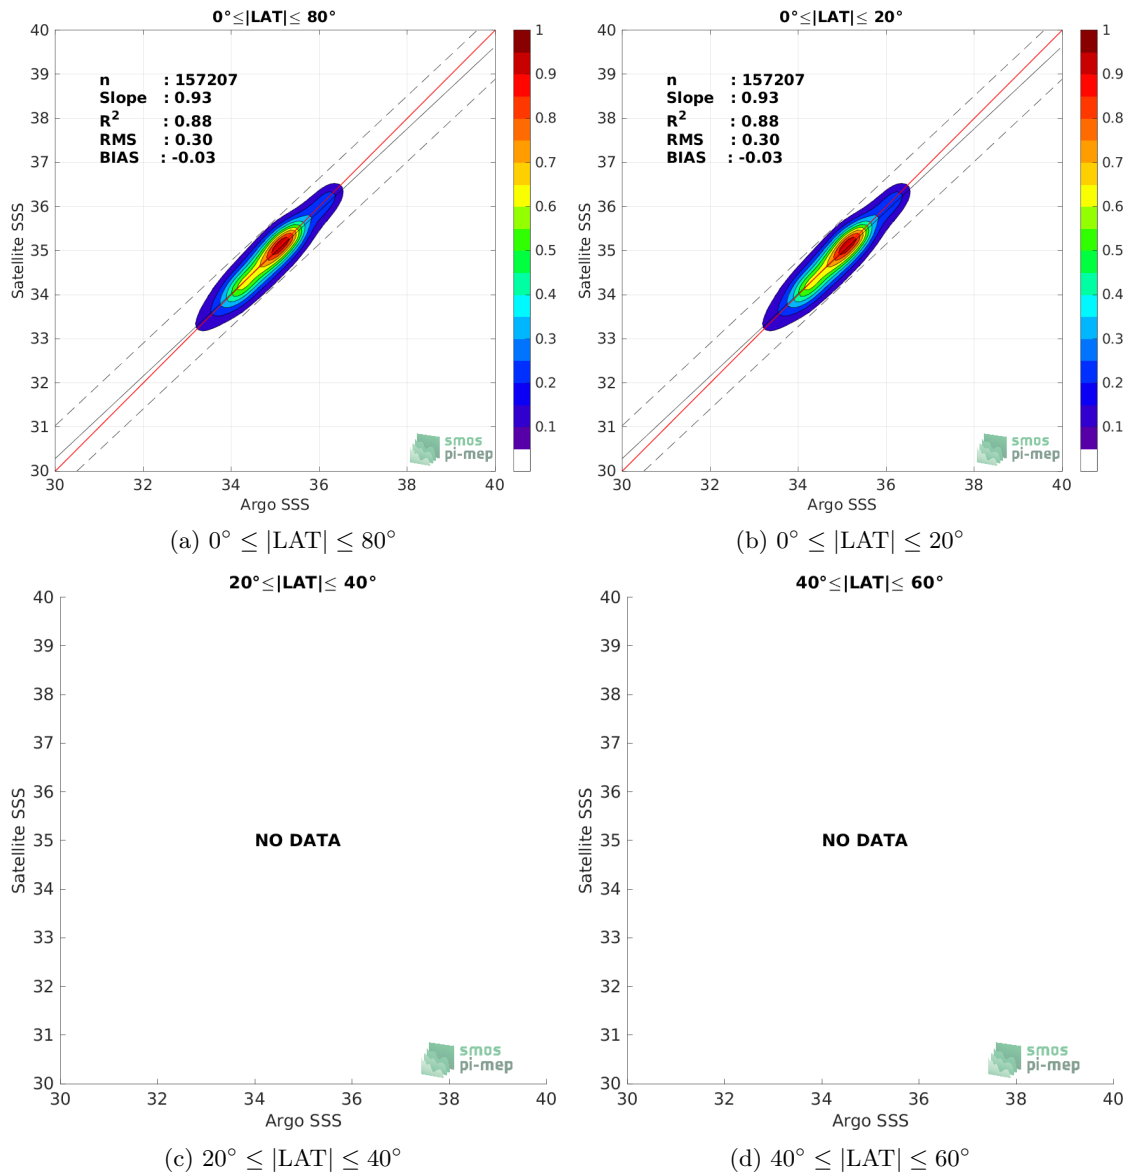 0°≤|LAT|≤ 80°
40
39
38
37
36
35
34
33
32
31
30
Satellite SSS
n : 157207
Slope : 0.93
R² : 0.88
RMS : 0.30
BIAS : -0.03
1
0.9
0.8
0.7
0.6
0.5
0.4
0.3
0.2
0.1
smos
pi-mep
30 32 34 36 38 40
Argo SSS
(a) 0° ≤ |LAT| ≤ 80°
0°≤|LAT|≤ 20°
40
39
38
37
36
35
34
33
32
31
30
Satellite SSS
n : 157207
Slope : 0.93
R² : 0.88
RMS : 0.30
BIAS : -0.03
1
0.9
0.8
0.7
0.6
0.5
0.4
0.3
0.2
0.1
smos
pi-mep
30 32 34 36 38 40
Argo SSS
(b) 0° ≤ |LAT| ≤ 20°
20°≤|LAT|≤ 40°
40
39
38
37
36
35
34
33
32
31
30
Satellite SSS
NO DATA
smos
pi-mep
30 32 34 36 38 40
Argo SSS
(c) 20° ≤ |LAT| ≤ 40°
40°≤|LAT|≤ 60°
40
39
38
37
36
35
34
33
32
31
30
Satellite SSS
NO DATA
smos
pi-mep
30 32 34 36 38 40
Argo SSS
(d) 40° ≤ |LAT| ≤ 60°